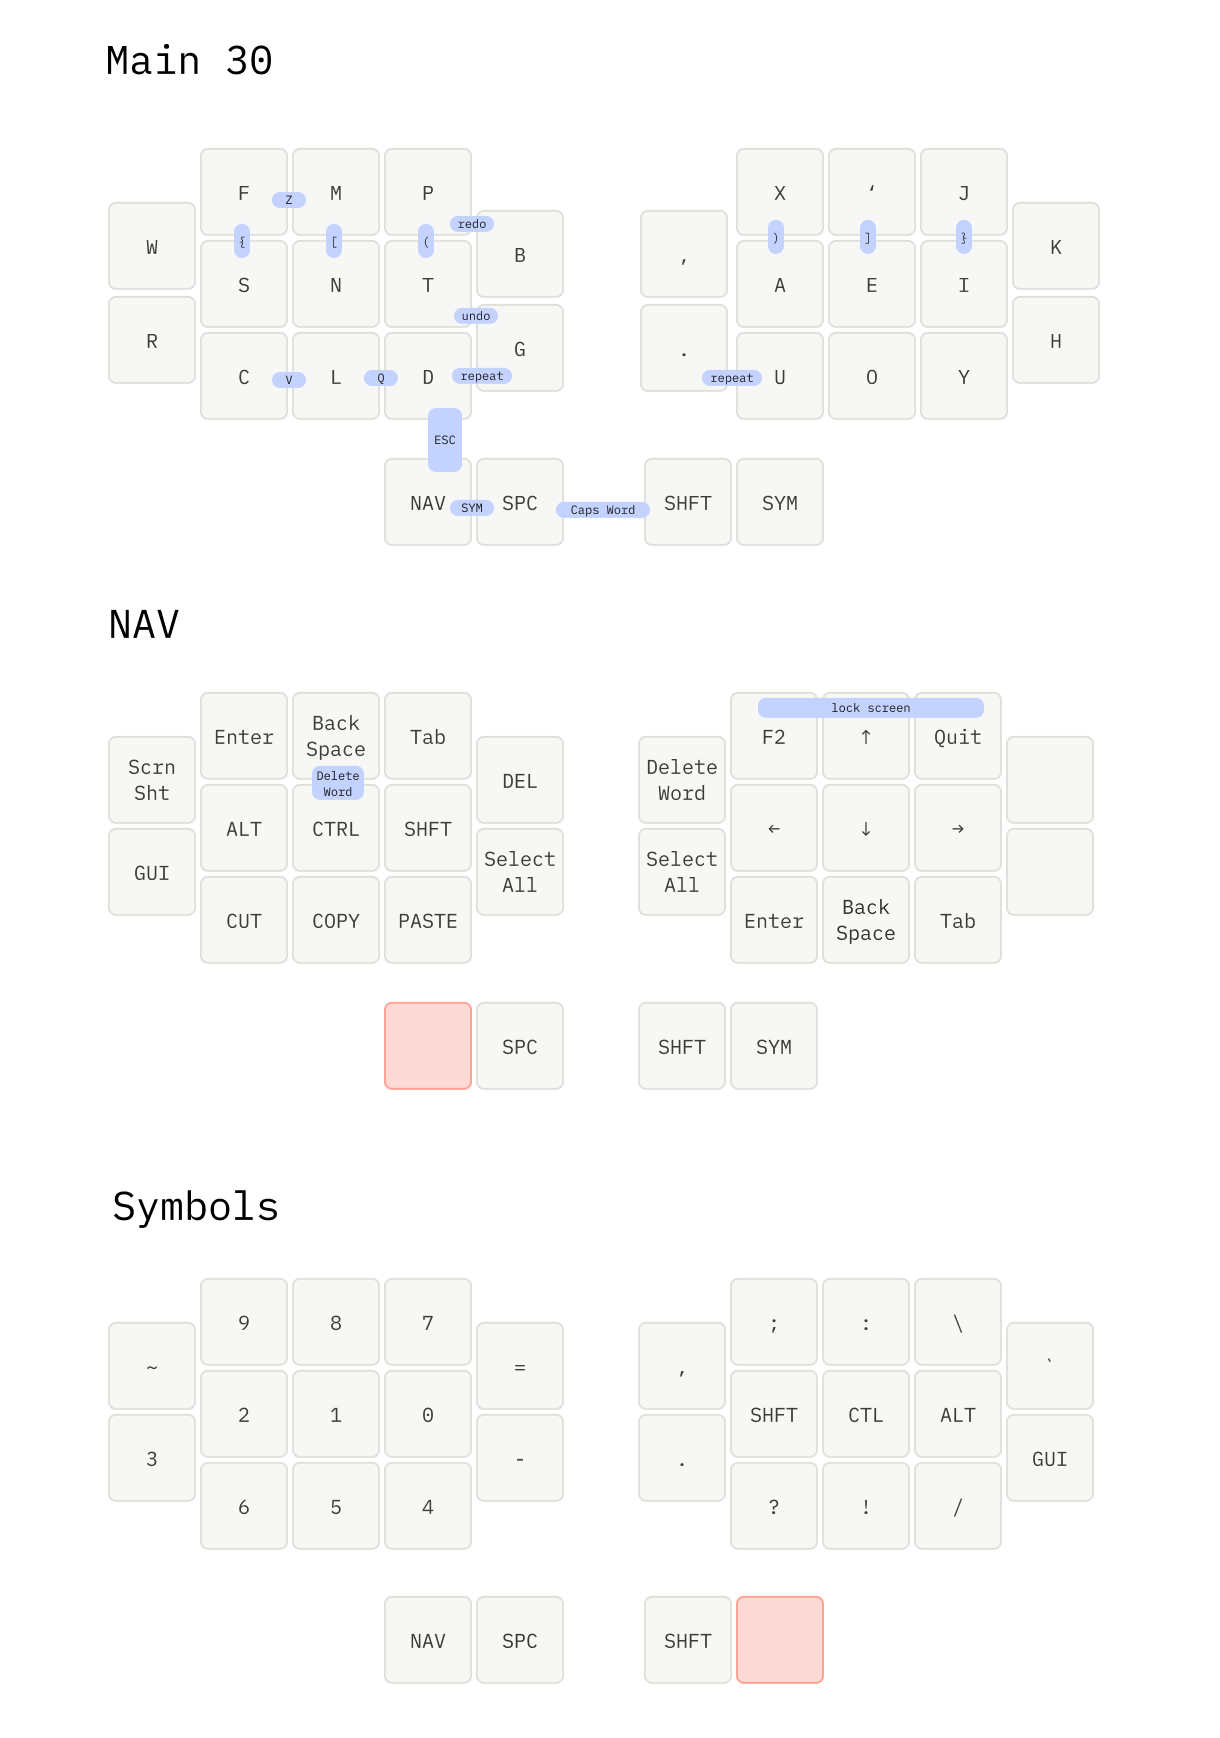 Main 30
F Z M P X ‘ J
W { [ ( redo B , ) ] } K
S N T A E I
R undo G . H
C V L Q D repeat repeat U O Y
ESC
NAV SYM SPC Caps Word SHFT SYM
NAV
Enter Back Space Tab lock screen F2 ↑ Quit
Scrn Sht Delete Word DEL Delete Word
ALT CTRL SHFT ← ↓ →
GUI Select All Select All
CUT COPY PASTE Enter Back Space Tab
SPC SHFT SYM
Symbols
9 8 7 ; : \
~ = , `
2 1 0 SHFT CTL ALT
3 - . GUI
6 5 4 ? ! /
NAV SPC SHFT